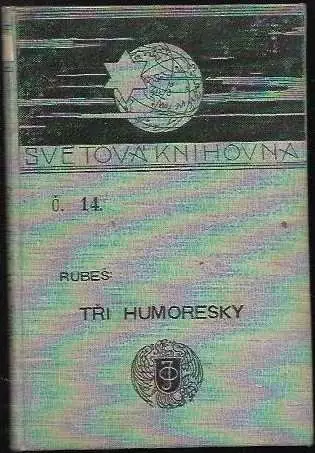 SVĚTOVÁ KNIHOVNA
Č. 14.
RUBEŠ:
TŘI HUMORESKY